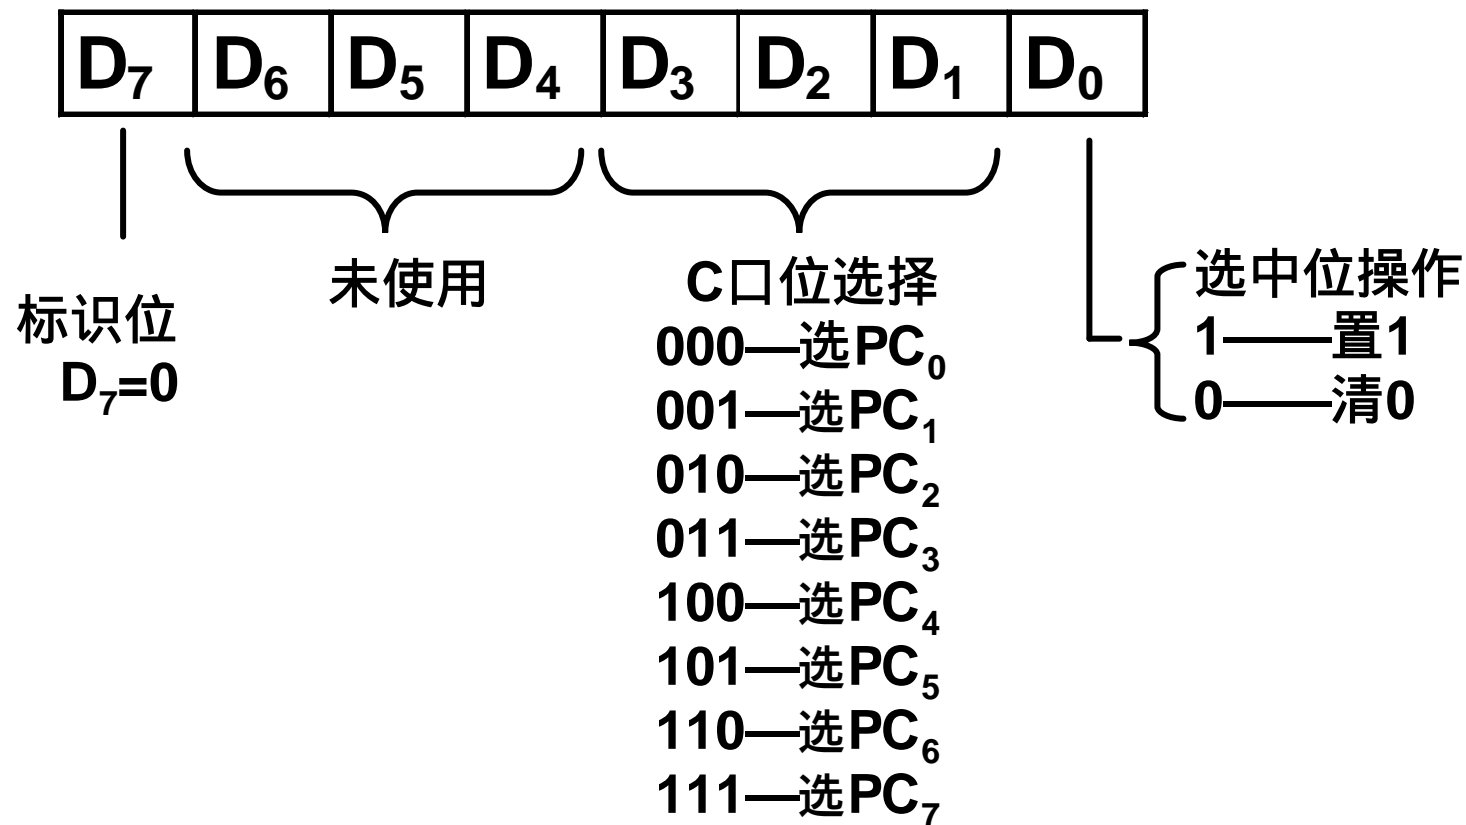 D7 D6 D5 D4 D3 D2 D1 D0
标识位
D7=0
未使用
C口位选择
000—选PC0
001—选PC1
010—选PC2
011—选PC3
100—选PC4
101—选PC5
110—选PC6
111—选PC7
选中位操作
1——置1
0——清0